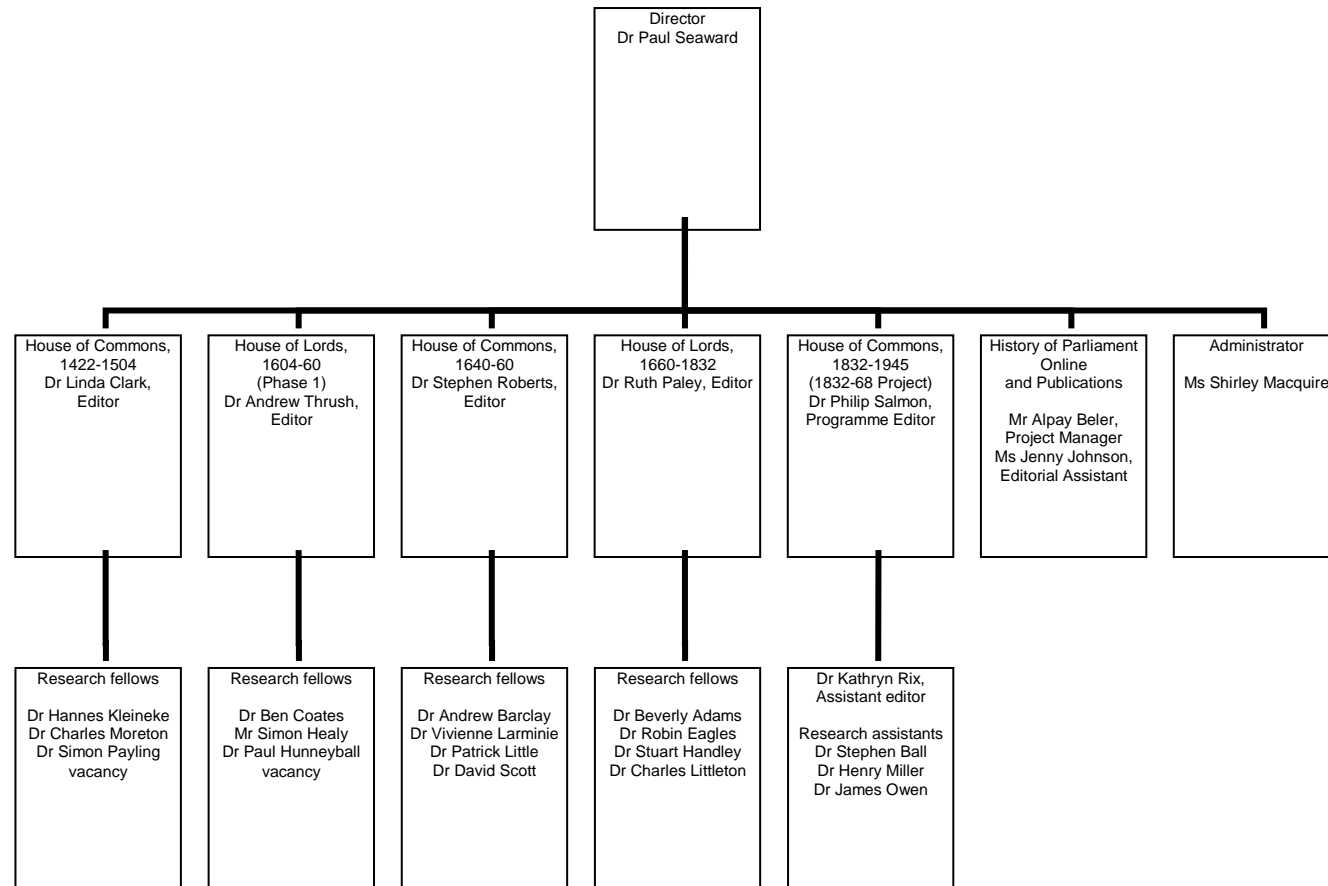 Director
Dr Paul Seaward
House of Commons,
1422-1504
Dr Linda Clark,
Editor
House of Lords,
1604-60
(Phase 1)
Dr Andrew Thrush,
Editor
House of Commons,
1640-60
Dr Stephen Roberts,
Editor
House of Lords,
1660-1832
Dr Ruth Paley, Editor
House of Commons,
1832-1945
(1832-68 Project)
Dr Philip Salmon,
Programme Editor
History of Parliament
Online
and Publications
Mr Alpay Beler,
Project Manager
Ms Jenny Johnson,
Editorial Assistant
Administrator
Ms Shirley Macquire
Research fellows
Dr Hannes Kleineke
Dr Charles Moreton
Dr Simon Payling
vacancy
Research fellows
Dr Ben Coates
Mr Simon Healy
Dr Paul Hunneyball
vacancy
Research fellows
Dr Andrew Barclay
Dr Vivienne Larminie
Dr Patrick Little
Dr David Scott
Research fellows
Dr Beverly Adams
Dr Robin Eagles
Dr Stuart Handley
Dr Charles Littleton
Dr Kathryn Rix,
Assistant editor
Research assistants
Dr Stephen Ball
Dr Henry Miller
Dr James Owen